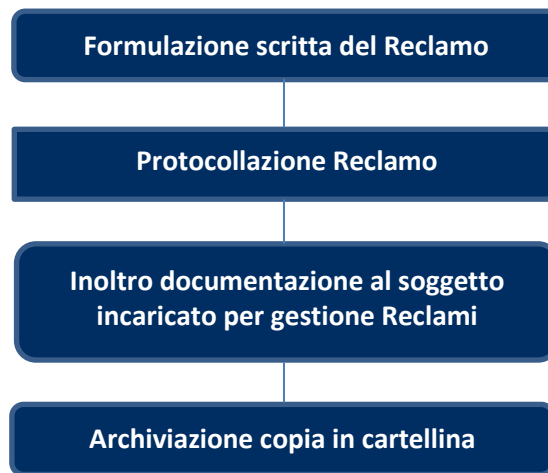 Formulazione scritta del Reclamo
Protocollazione Reclamo
Inoltro documentazione al soggetto
incaricato per gestione Reclami
Archiviazione copia in cartellina